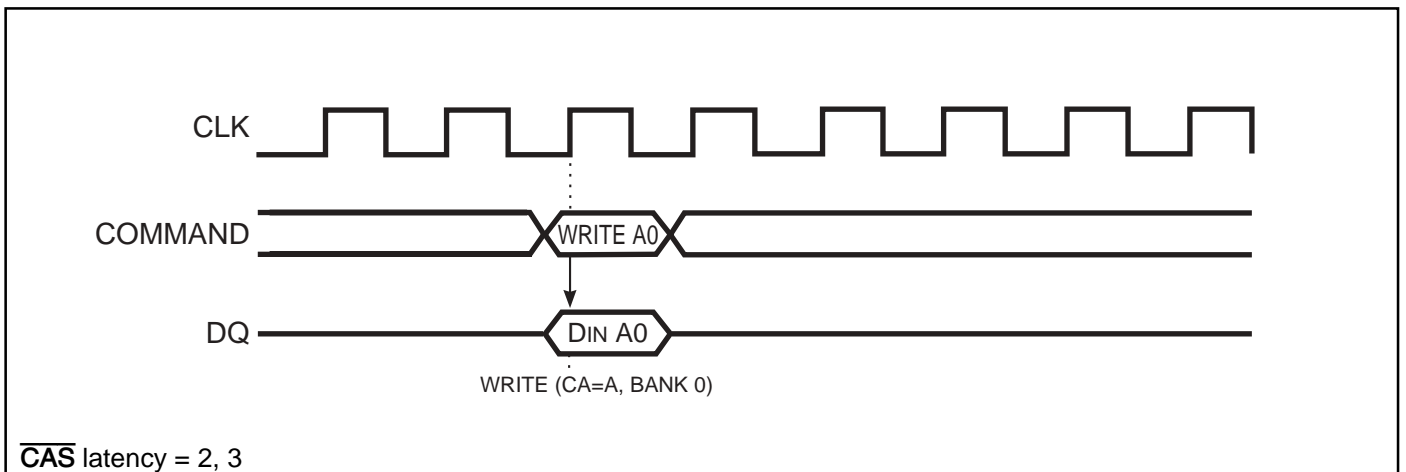 CLK
COMMAND
WRITE A0
DQ
DIN A0
WRITE (CA=A, BANK 0)
CAS latency = 2, 3